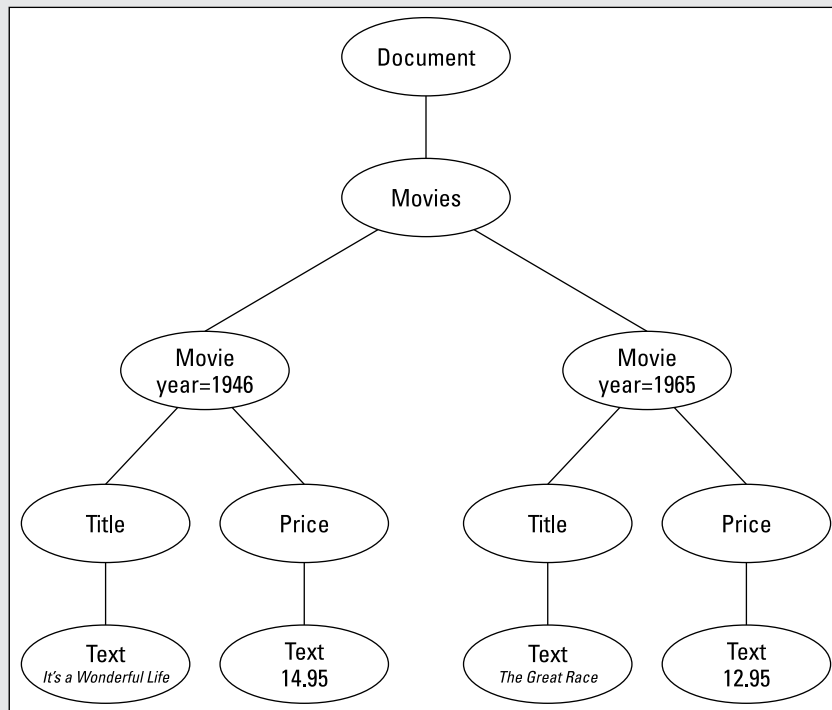 Document
Movies
Movie
year=1946
Movie
year=1965
Title
Price
Title
Price
Text
It's a Wonderful Life
Text
14.95
Text
The Great Race
Text
12.95